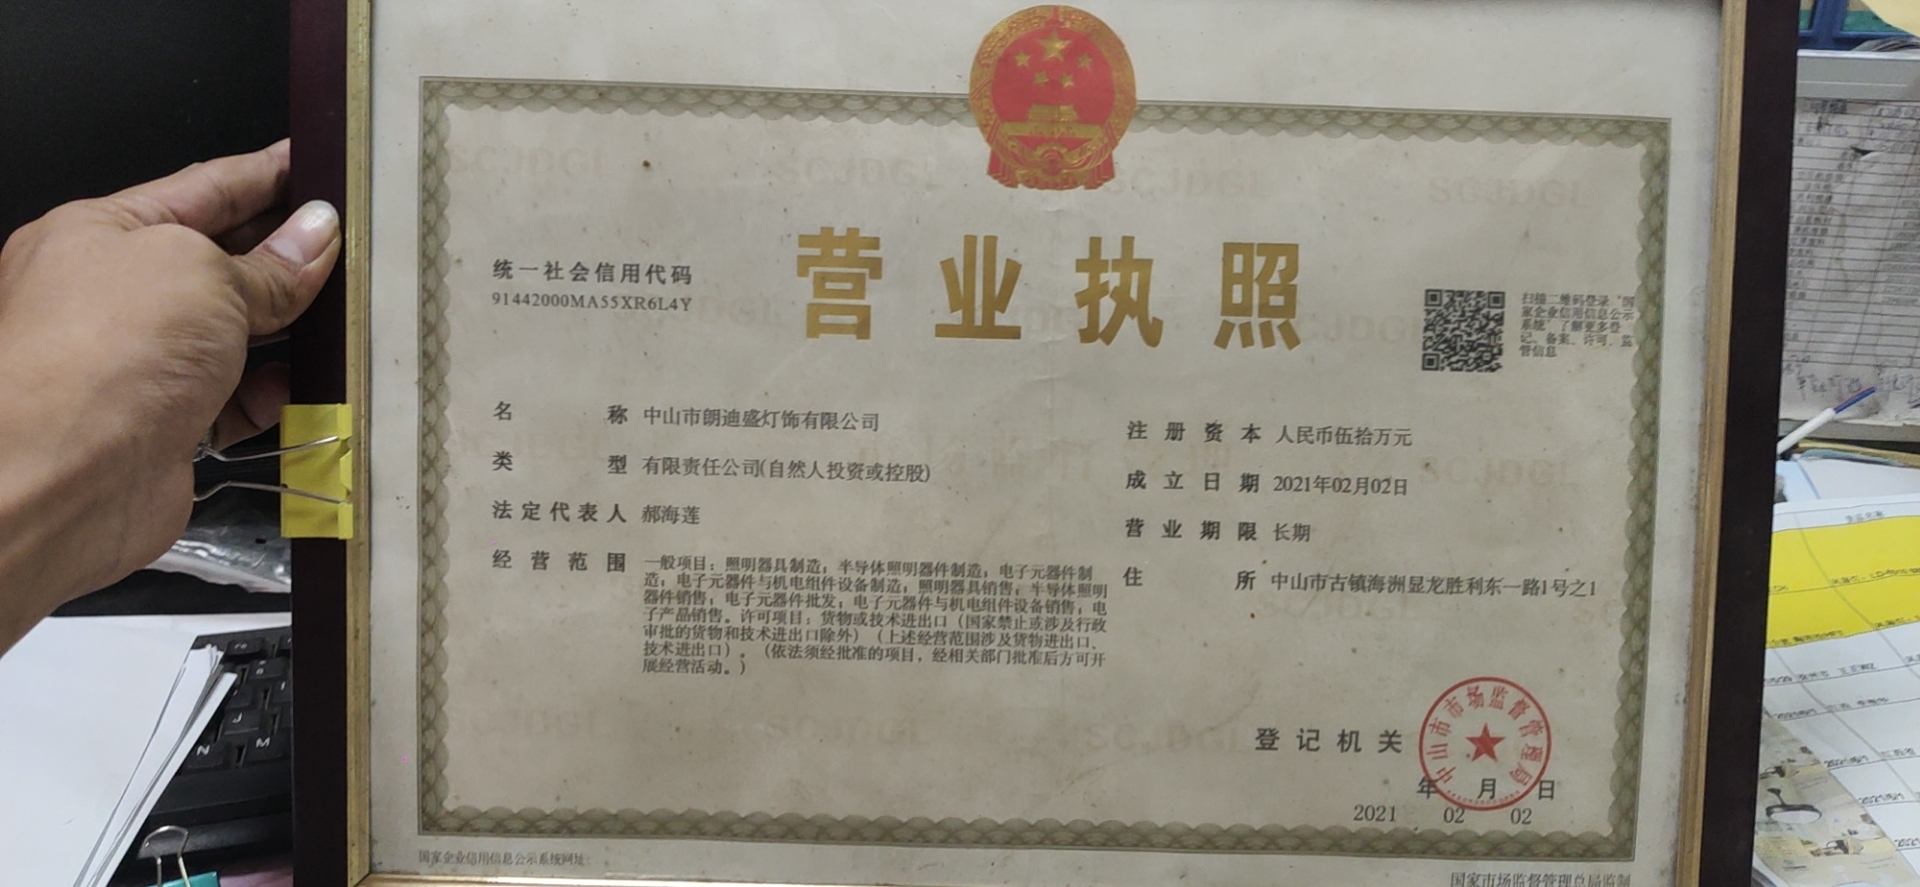 营业执照
统一社会信用代码
91442000MA55XR6L4Y
扫描二维码登录“国
家企业信用信息公示
系统”了解更多登
记、备案、许可、监
管信息
名称 中山市朗迪盛灯饰有限公司
类型 有限责任公司(自然人投资或控股)
法定代表人 郝海莲
经营范围 一般项目：照明器具制造；半导体照明器件制造；电子元器件制
造；电子元器件与机电组件设备制造；照明器具销售；半导体照明
器件销售；电子元器件批发；电子元器件与机电组件设备销售；电
子产品销售。许可项目：货物或技术进出口（国家禁止或涉及行政
审批的货物和技术进出口除外）（上述经营范围涉及货物进出口、
技术进出口）。（依法须经批准的项目，经相关部门批准后方可开
展经营活动。）
注册资本 人民币伍拾万元
成立日期 2021年02月02日
营业期限 长期
住所 中山市古镇海洲显龙胜利东一路1号之1
登记机关
中山市市场监督管理局
年 月 日
2021 02 02
国家企业信用信息公示系统网址：
国家市场监督管理总局监制
SCJDGL
J
N
M